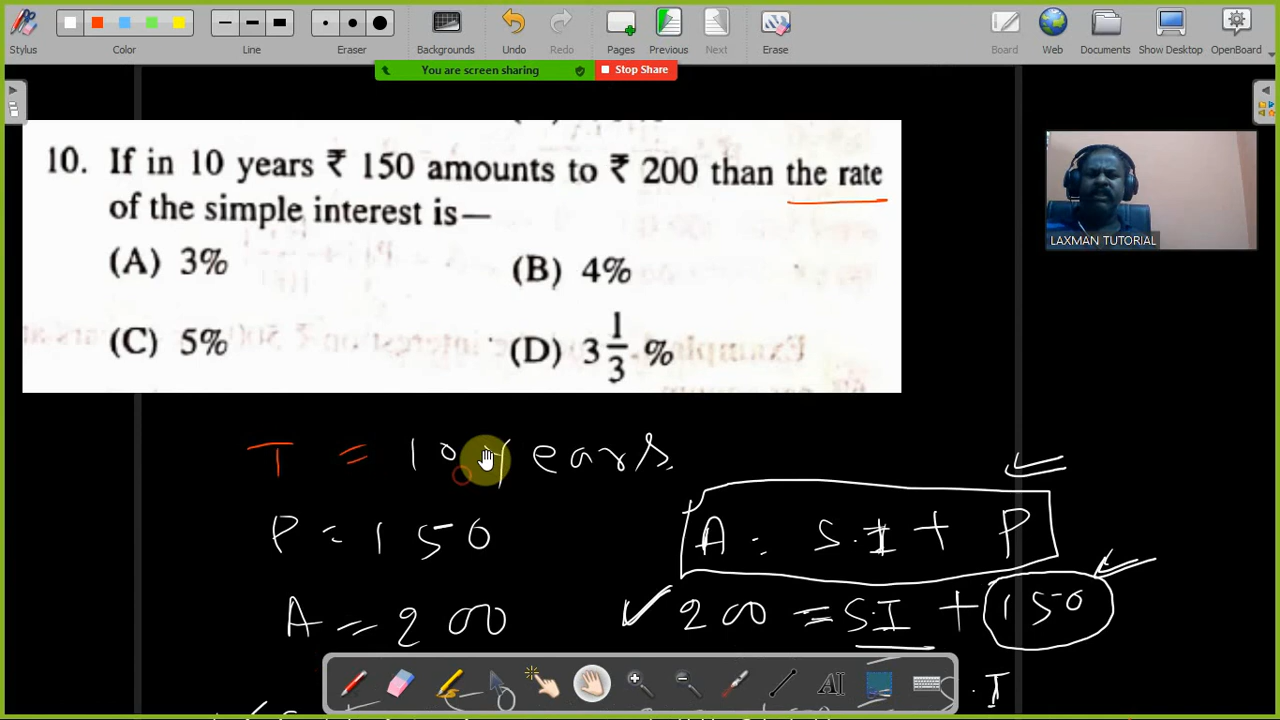 Stylus Color Line Eraser Backgrounds Undo Redo Pages Previous Next Erase Board Web Documents Show Desktop OpenBoard
You are screen sharing Stop Share
10. If in 10 years ₹ 150 amounts to ₹ 200 than the rate
of the simple interest is—
(A) 3% (B) 4%
(C) 5% (D) 3 1/3 %
LAXMAN TUTORIAL
T = 10 years
P = 150
A = S.I + P
A = 200
200 = S.I + 150
. I